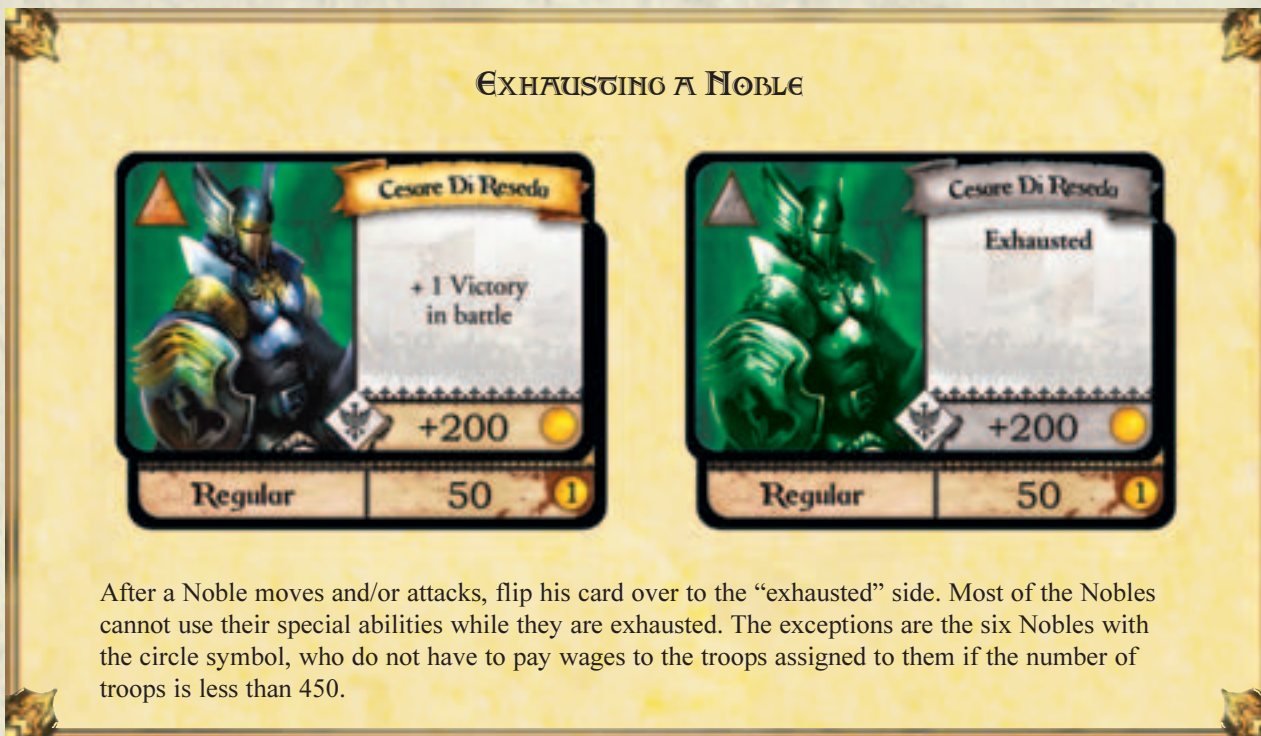 Exhausting a Noble
Cesare Di Reseda
+ 1 Victory
in battle
+200
Regular 50 1
Cesare Di Reseda
Exhausted
+200
Regular 50 1
After a Noble moves and/or attacks, flip his card over to the “exhausted” side. Most of the Nobles
cannot use their special abilities while they are exhausted. The exceptions are the six Nobles with
the circle symbol, who do not have to pay wages to the troops assigned to them if the number of
troops is less than 450.